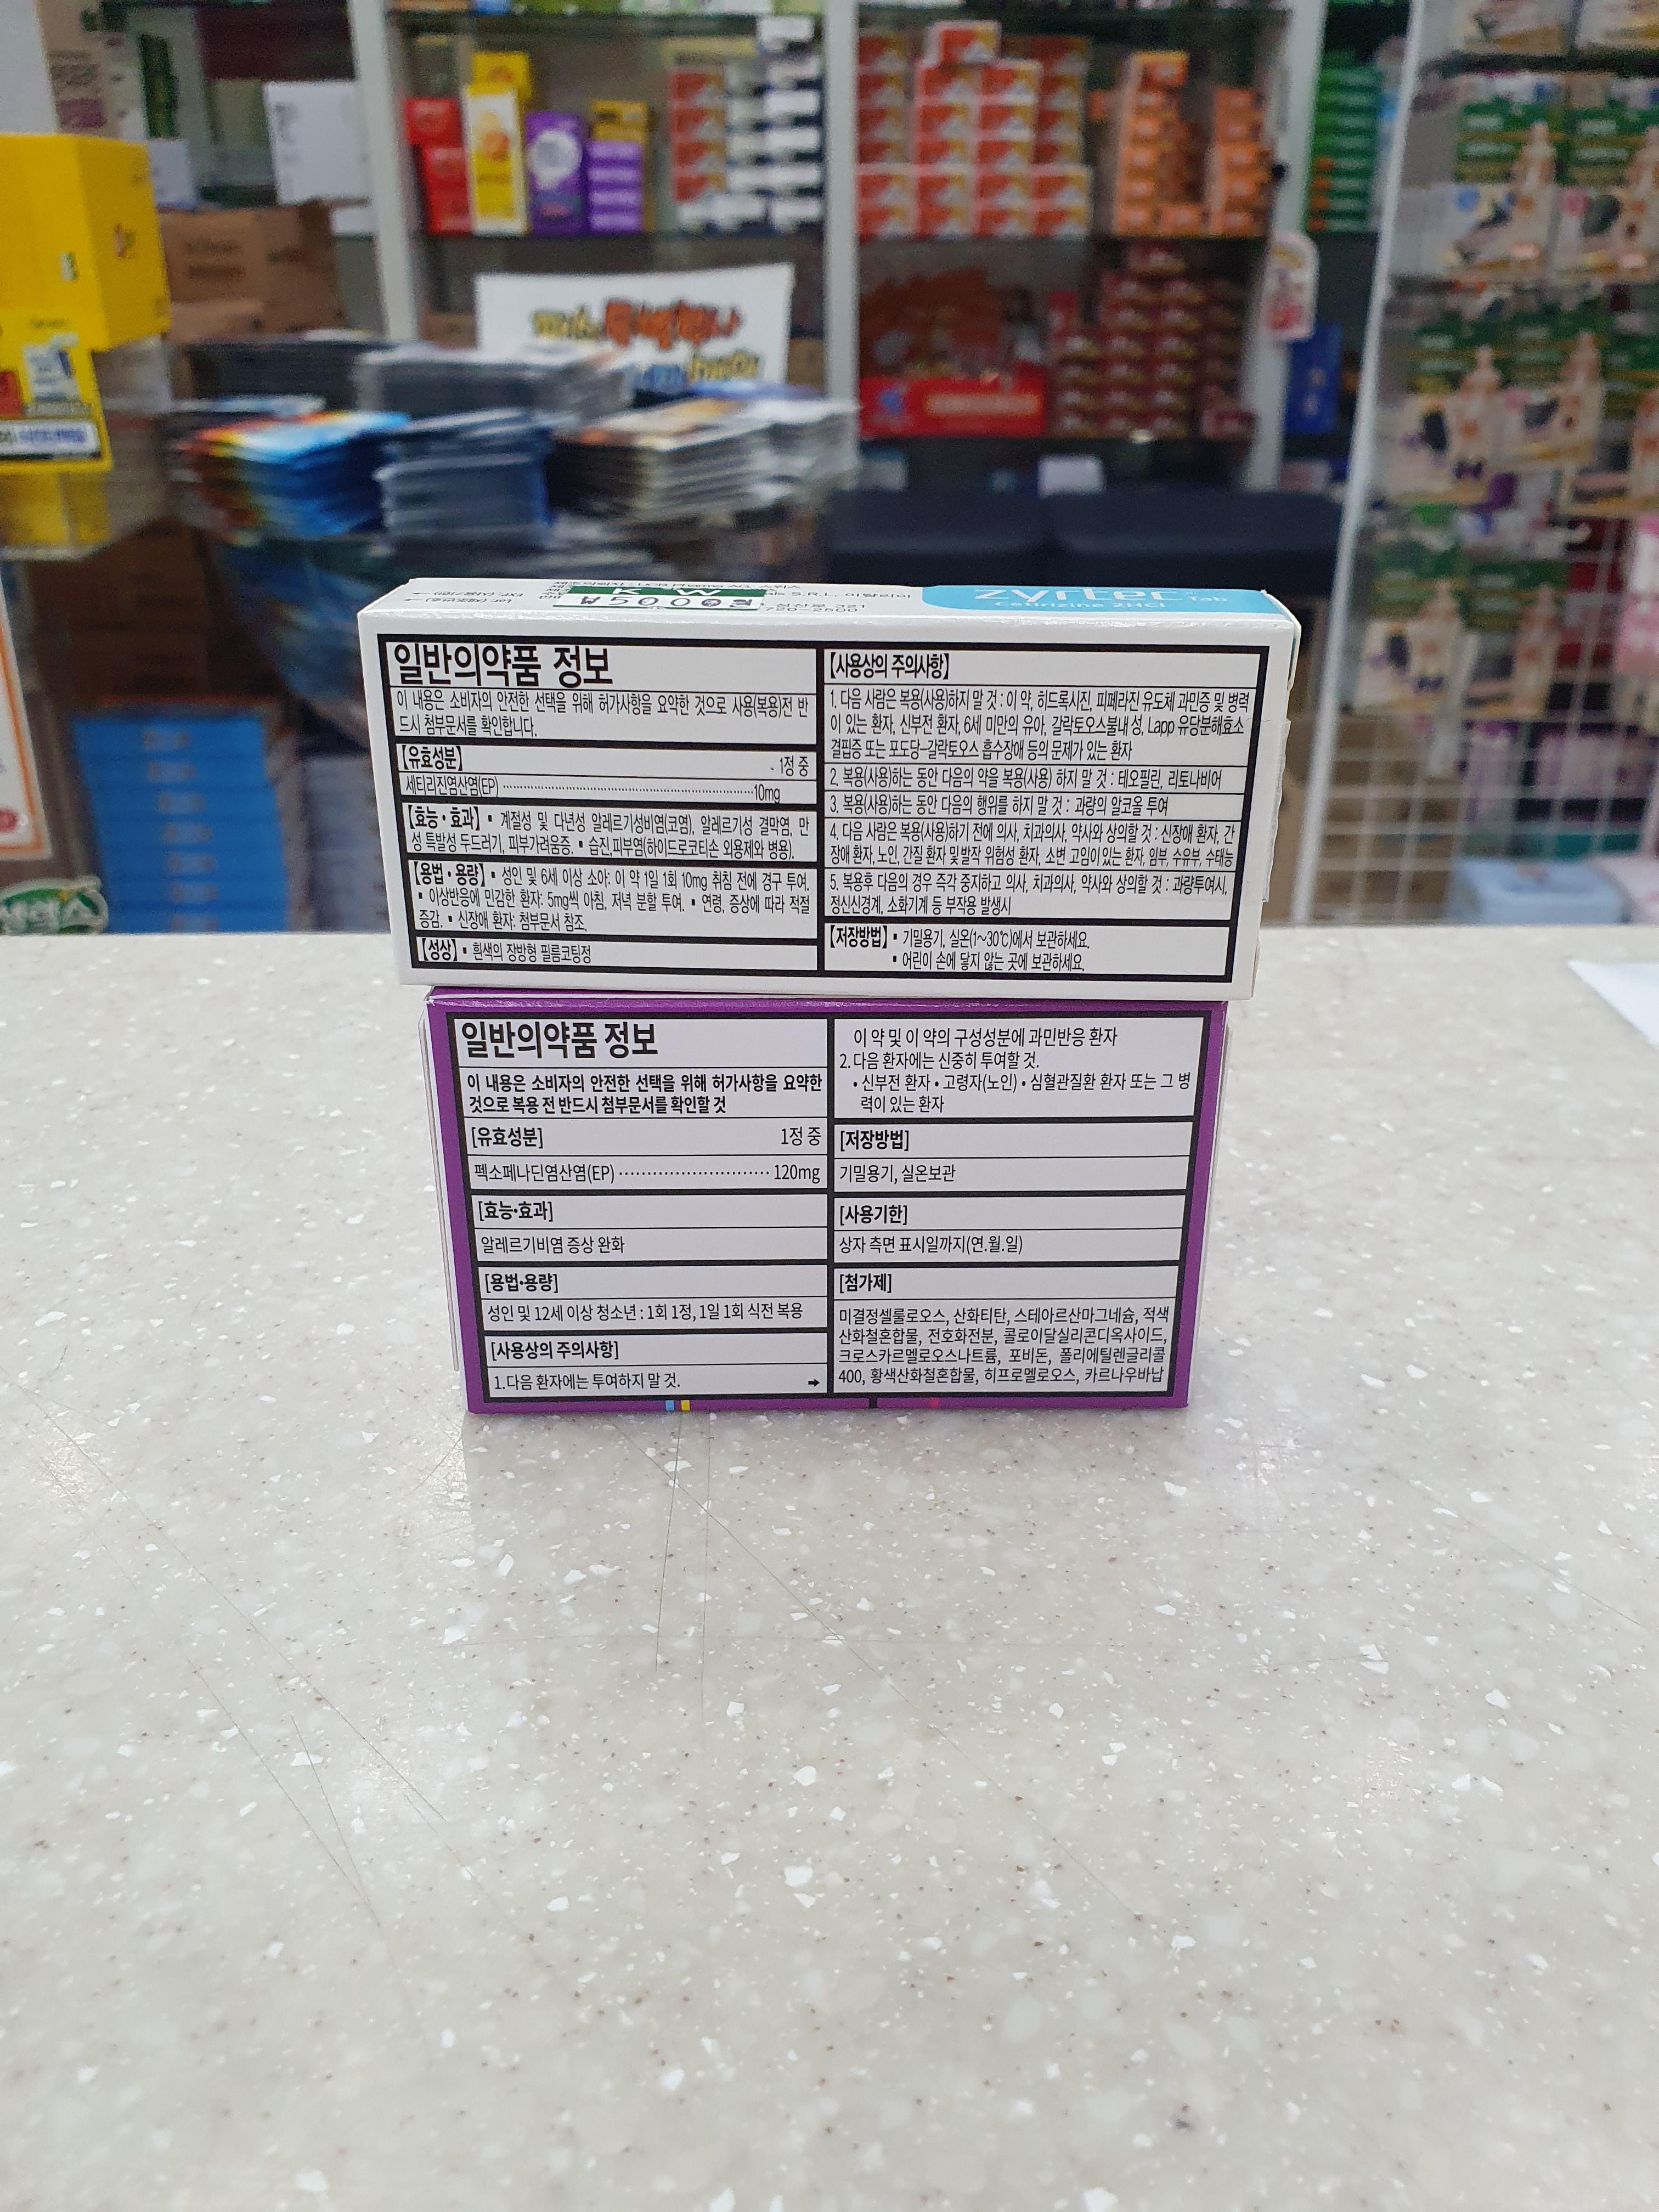 zyrtec Tab
Cetirizine 2HCl
일반의약품 정보
이 내용은 소비자의 안전한 선택을 위해 허가사항을 요약한 것으로 사용(복용)전 반
드시 첨부문서를 확인합니다.
【유효성분】 1정 중
세티리진염산염(EP) 10mg
【효능·효과】 ▪ 계절성 및 다년성 알레르기성비염(코염), 알레르기성 결막염, 만
성 특발성 두드러기, 피부가려움증. ▪ 습진,피부염(하이드로코티손 외용제와 병용).
【용법·용량】 ▪ 성인 및 6세 이상 소아: 이 약 1일 1회 10mg 취침 전에 경구 투여.
▪ 이상반응에 민감한 환자: 5mg씩 아침, 저녁 분할 투여. ▪ 연령, 증상에 따라 적절
증감. ▪ 신장애 환자: 첨부문서 참조.
【성상】 ▪ 흰색의 장방형 필름코팅정
【사용상의 주의사항】
1. 다음 사람은 복용(사용)하지 말 것 : 이 약, 히드록시진, 피페라진 유도체 과민증 및 병력
이 있는 환자, 신부전 환자, 6세 미만의 유아, 갈락토오스불내성, Lapp 유당분해효소
결핍증 또는 포도당-갈락토오스 흡수장애 등의 문제가 있는 환자
2. 복용(사용)하는 동안 다음의 약을 복용(사용) 하지 말 것 : 테오필린, 리토나비어
3. 복용(사용)하는 동안 다음의 행위를 하지 말 것 : 과량의 알코올 투여
4. 다음 사람은 복용(사용)하기 전에 의사, 치과의사, 약사와 상의할 것 : 신장애 환자, 간
장애 환자, 노인, 간질 환자 및 발작 위험성 환자, 소변 고임이 있는 환자, 임부, 수유부, 수태능
5. 복용후 다음의 경우 즉각 중지하고 의사, 치과의사, 약사와 상의할 것 : 과량투여시,
정신신경계, 소화기계 등 부작용 발생시
【저장방법】 ▪ 기밀용기, 실온(1~30℃)에서 보관하세요.
▪ 어린이 손에 닿지 않는 곳에 보관하세요.
일반의약품 정보
이 내용은 소비자의 안전한 선택을 위해 허가사항을 요약한
것으로 복용 전 반드시 첨부문서를 확인할 것
[유효성분] 1정 중
펙소페나딘염산염(EP) 120mg
[효능·효과]
알레르기비염 증상 완화
[용법·용량]
성인 및 12세 이상 청소년 : 1회 1정, 1일 1회 식전 복용
[사용상의 주의사항]
1. 다음 환자에는 투여하지 말 것. ➡
이 약 및 이 약의 구성성분에 과민반응 환자
2. 다음 환자에는 신중히 투여할 것.
• 신부전 환자 • 고령자(노인) • 심혈관질환 환자 또는 그 병
력이 있는 환자
[저장방법]
기밀용기, 실온보관
[사용기한]
상자 측면 표시일까지(연.월.일)
[첨가제]
미결정셀룰로오스, 산화티탄, 스테아르산마그네슘, 적색
산화철혼합물, 전호화전분, 콜로이달실리콘디옥사이드,
크로스카르멜로오스나트륨, 포비돈, 폴리에틸렌글리콜
400, 황색산화철혼합물, 히프로멜로오스, 카르나우바납